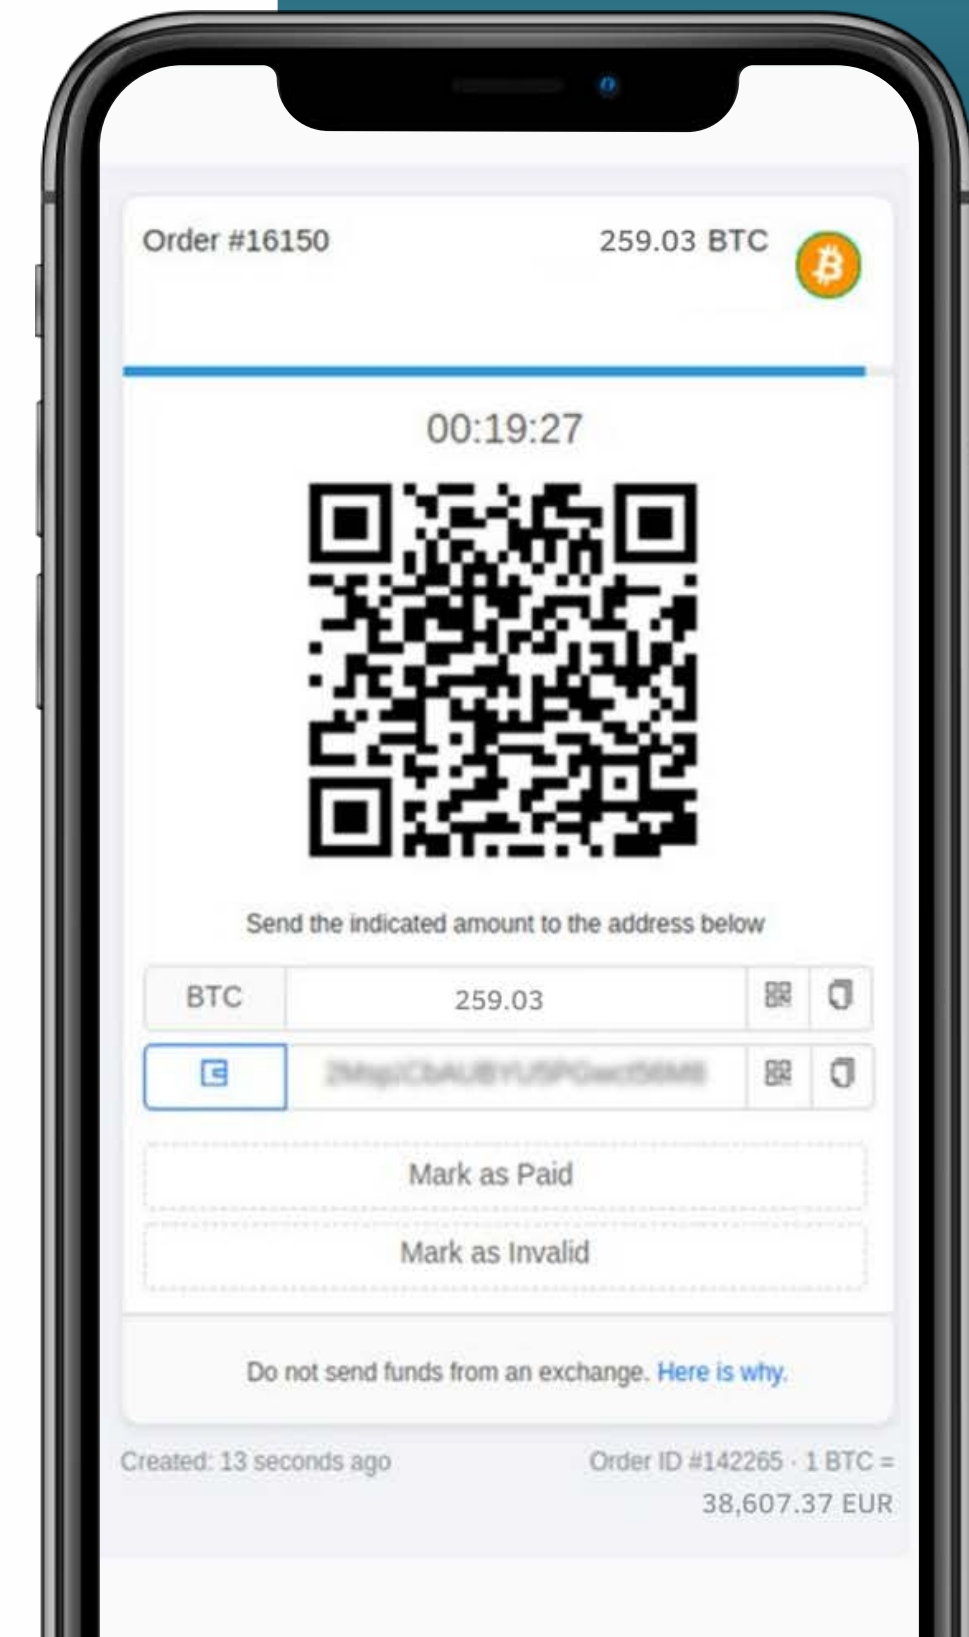 Order #16150
259.03 BTC
00:19:27
Send the indicated amount to the address below
BTC
259.03
Mark as Paid
Mark as Invalid
Do not send funds from an exchange. Here is why.
Created: 13 seconds ago
Order ID #142265 · 1 BTC =
38,607.37 EUR